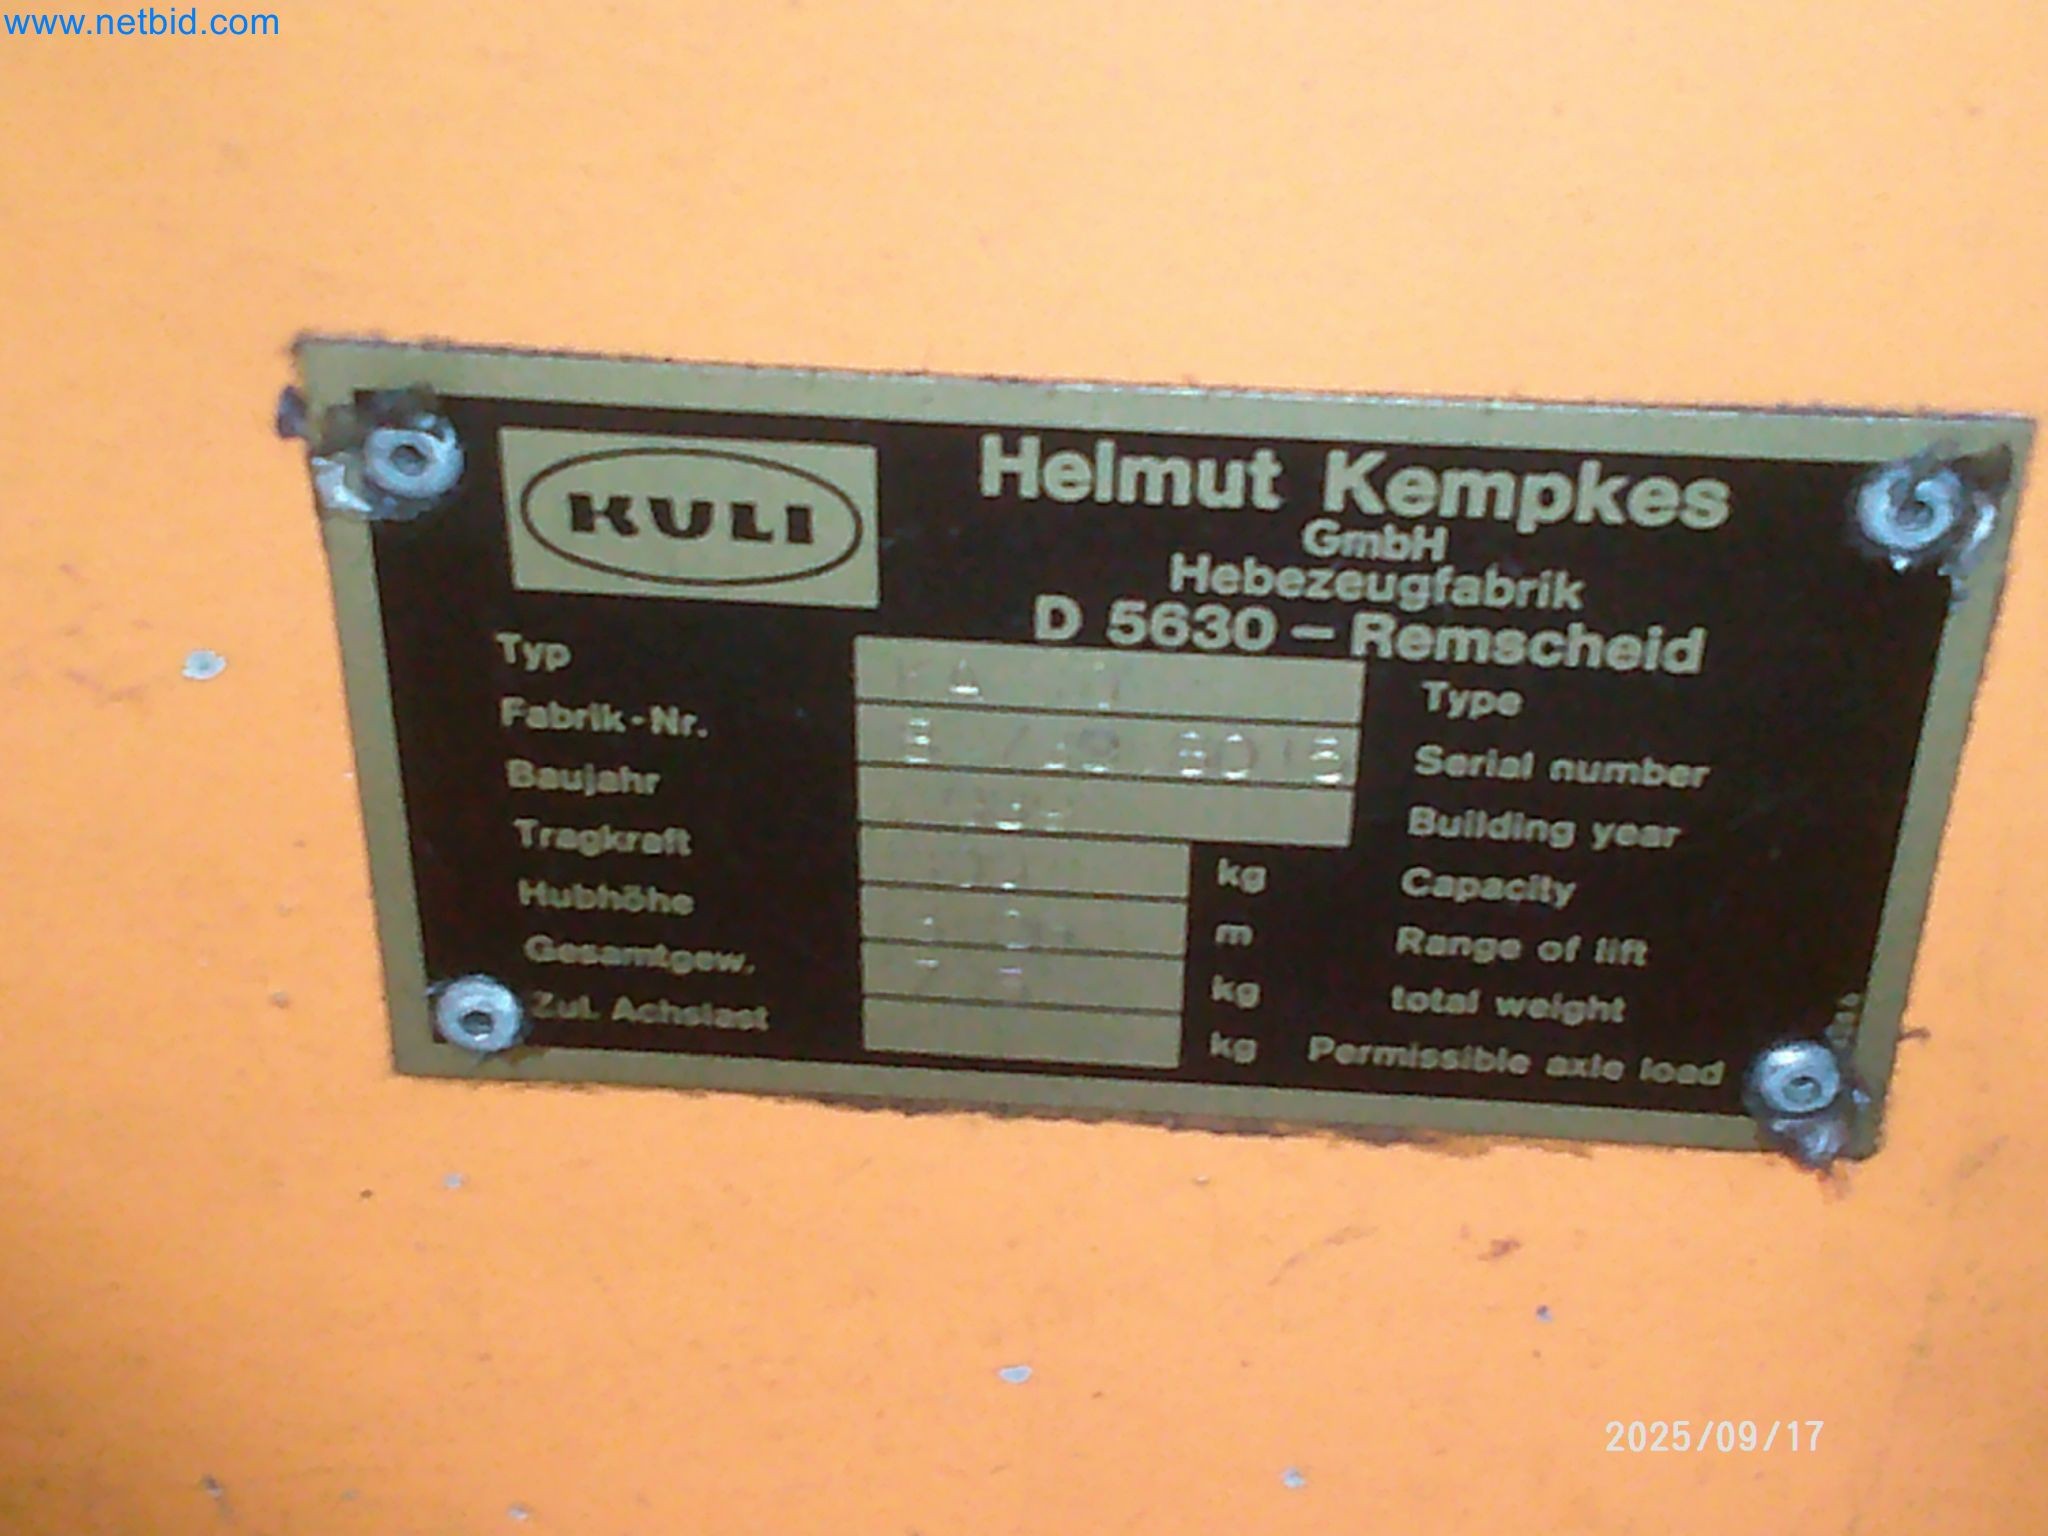 www.netbid.com
KULI
Helmut Kempkes
GmbH
Hebezeugfabrik
D 5630 – Remscheid
Typ Type
Fabrik-Nr. Serial number
Baujahr Building year
Tragkraft kg Capacity
Hubhöhe m Range of lift
Gesamtgew. kg total weight
Zul. Achslast kg Permissible axle load
2025/09/17